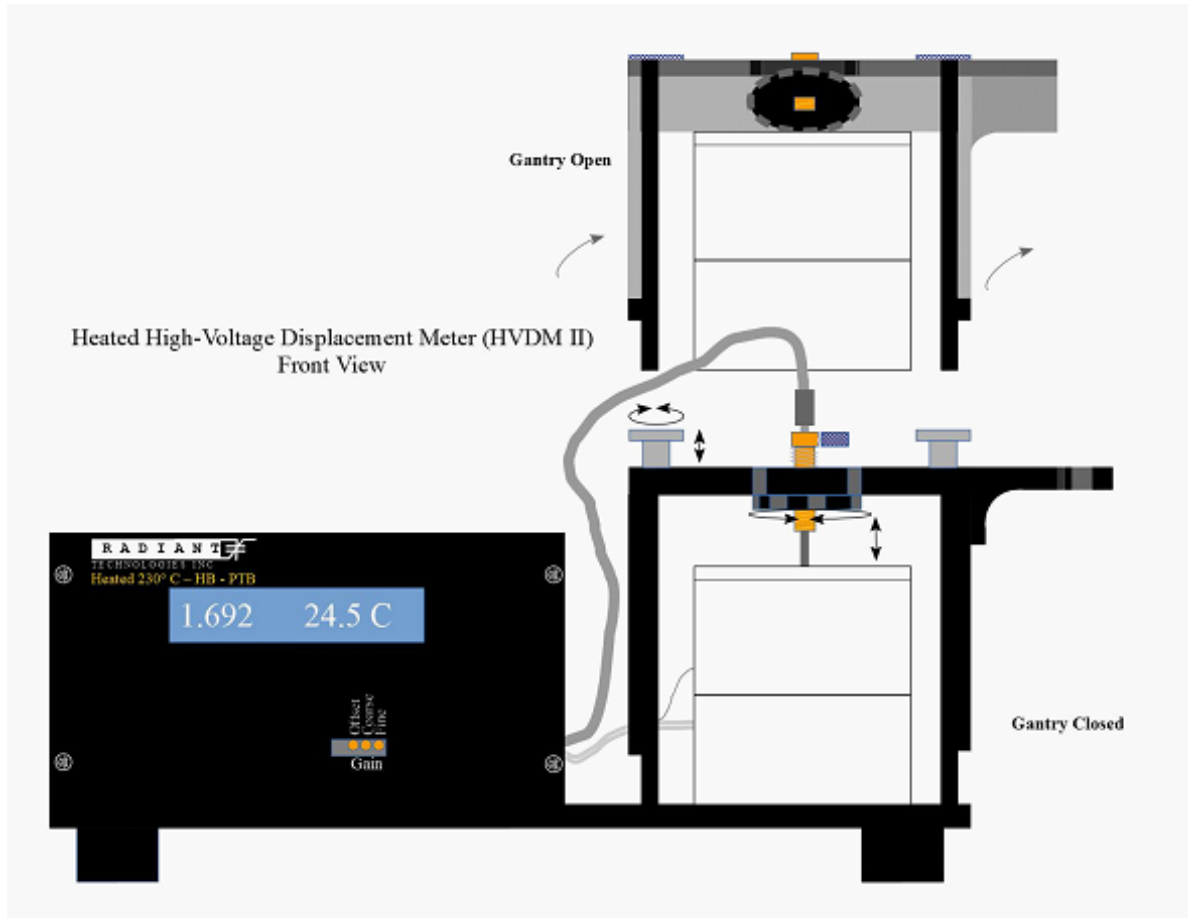 Gantry Open
Heated High-Voltage Displacement Meter (HVDM II)
Front View
RADIANT
TECHNOLOGIES INC
Heated 230° C – HB - PTB
1.692 24.5 C
Offset
Coarse
Fine
Gain
Gantry Closed